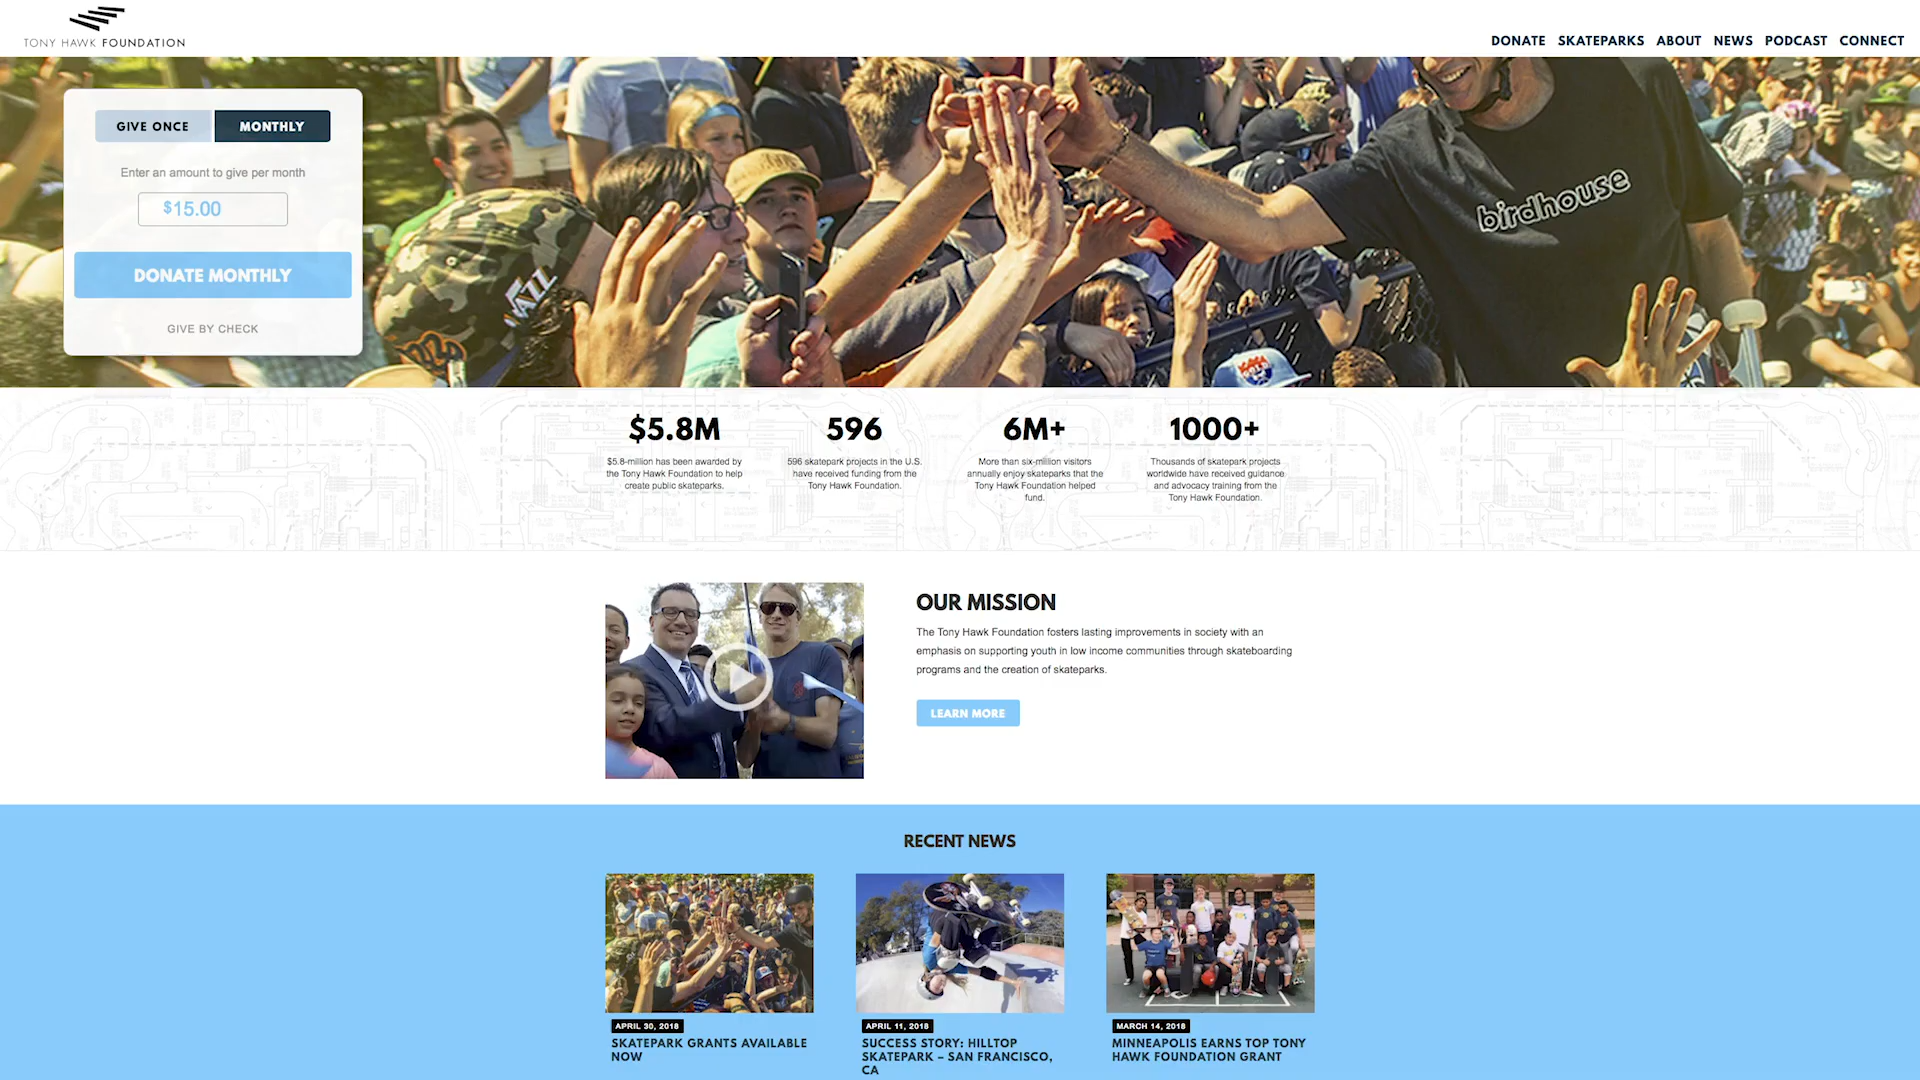 TONY HAWK FOUNDATION
DONATE SKATEPARKS ABOUT NEWS PODCAST CONNECT
GIVE ONCE MONTHLY
Enter an amount to give per month
$15.00
DONATE MONTHLY
GIVE BY CHECK
birdhouse
JAZZ
$5.8M
$5.8-million has been awarded by
the Tony Hawk Foundation to help
create public skateparks.
596
596 skatepark projects in the U.S.
have received funding from the
Tony Hawk Foundation.
6M+
More than six-million visitors
annually enjoy skateparks that the
Tony Hawk Foundation helped
fund.
1000+
Thousands of skatepark projects
worldwide have received guidance
and advocacy training from the
Tony Hawk Foundation.
OUR MISSION
The Tony Hawk Foundation fosters lasting improvements in society with an
emphasis on supporting youth in low income communities through skateboarding
programs and the creation of skateparks.
LEARN MORE
RECENT NEWS
APRIL 30, 2018
SKATEPARK GRANTS AVAILABLE
NOW
APRIL 11, 2018
SUCCESS STORY: HILLTOP
SKATEPARK – SAN FRANCISCO,
CA
MARCH 14, 2018
MINNEAPOLIS EARNS TOP TONY
HAWK FOUNDATION GRANT